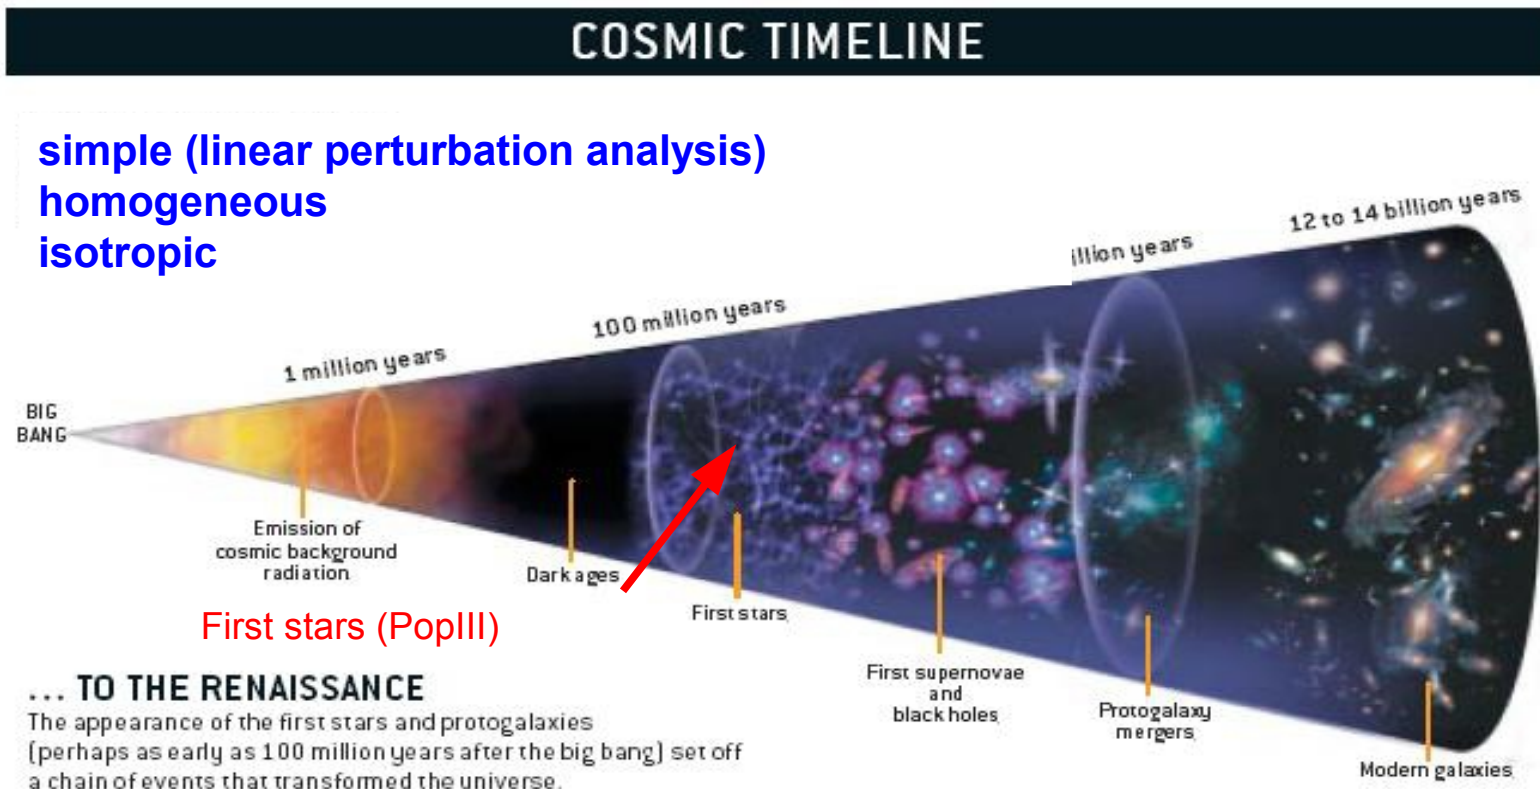 COSMIC TIMELINE
simple (linear perturbation analysis)
homogeneous
isotropic
12 to 14 billion years
illion years
100 million years
1 million years
BIG
BANG
Emission of
cosmic background
radiation
Dark ages
First stars
First stars (PopIII)
First supernovae
and
black holes
Protogalaxy
mergers
Modern galaxies
... TO THE RENAISSANCE
The appearance of the first stars and protogalaxies
(perhaps as early as 100 million years after the big bang) set off
a chain of events that transformed the universe.